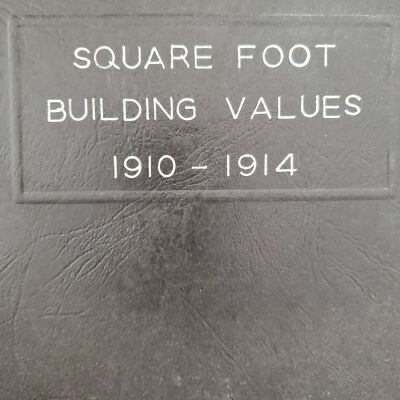 SQUARE FOOT
BUILDING VALUES
1910 - 1914